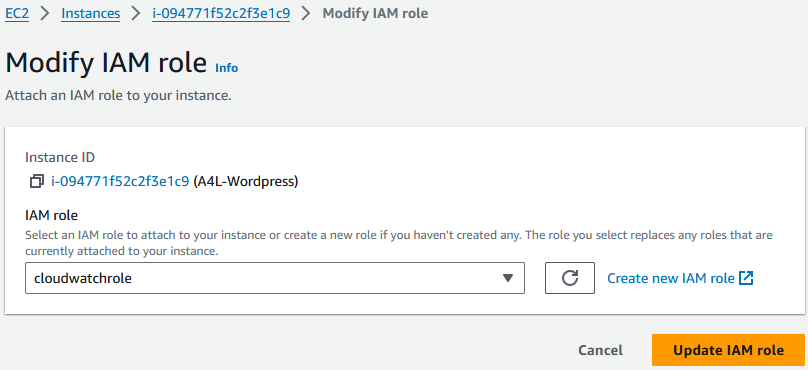 EC2 > Instances > i-094771f52c2f3e1c9 > Modify IAM role
Modify IAM role Info
Attach an IAM role to your instance.
Instance ID
i-094771f52c2f3e1c9 (A4L-Wordpress)
IAM role
Select an IAM role to attach to your instance or create a new role if you haven't created any. The role you select replaces any roles that are
currently attached to your instance.
cloudwatchrole
Create new IAM role
Cancel
Update IAM role